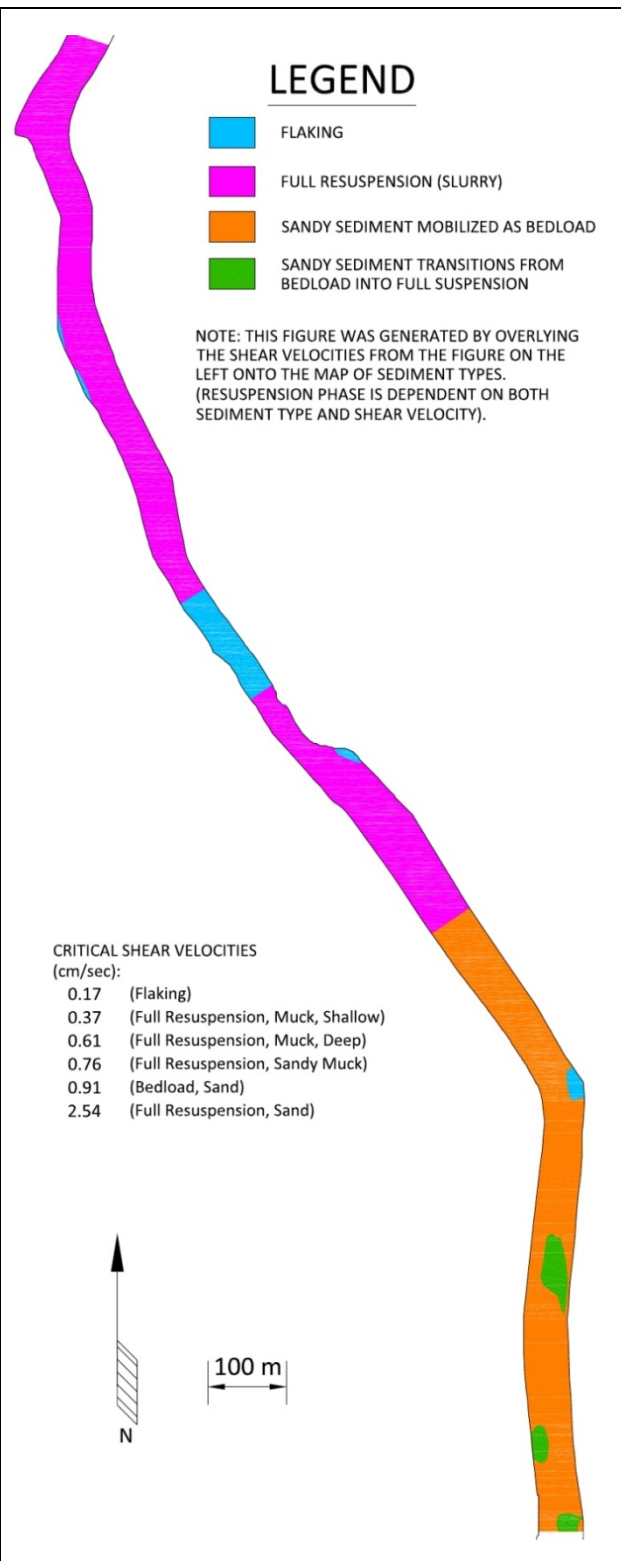 LEGEND
FLAKING
FULL RESUSPENSION (SLURRY)
SANDY SEDIMENT MOBILIZED AS BEDLOAD
SANDY SEDIMENT TRANSITIONS FROM
BEDLOAD INTO FULL SUSPENSION
NOTE: THIS FIGURE WAS GENERATED BY OVERLYING
THE SHEAR VELOCITIES FROM THE FIGURE ON THE
LEFT ONTO THE MAP OF SEDIMENT TYPES.
(RESUSPENSION PHASE IS DEPENDENT ON BOTH
SEDIMENT TYPE AND SHEAR VELOCITY).
CRITICAL SHEAR VELOCITIES
(cm/sec):
0.17 (Flaking)
0.37 (Full Resuspension, Muck, Shallow)
0.61 (Full Resuspension, Muck, Deep)
0.76 (Full Resuspension, Sandy Muck)
0.91 (Bedload, Sand)
2.54 (Full Resuspension, Sand)
100 m
N